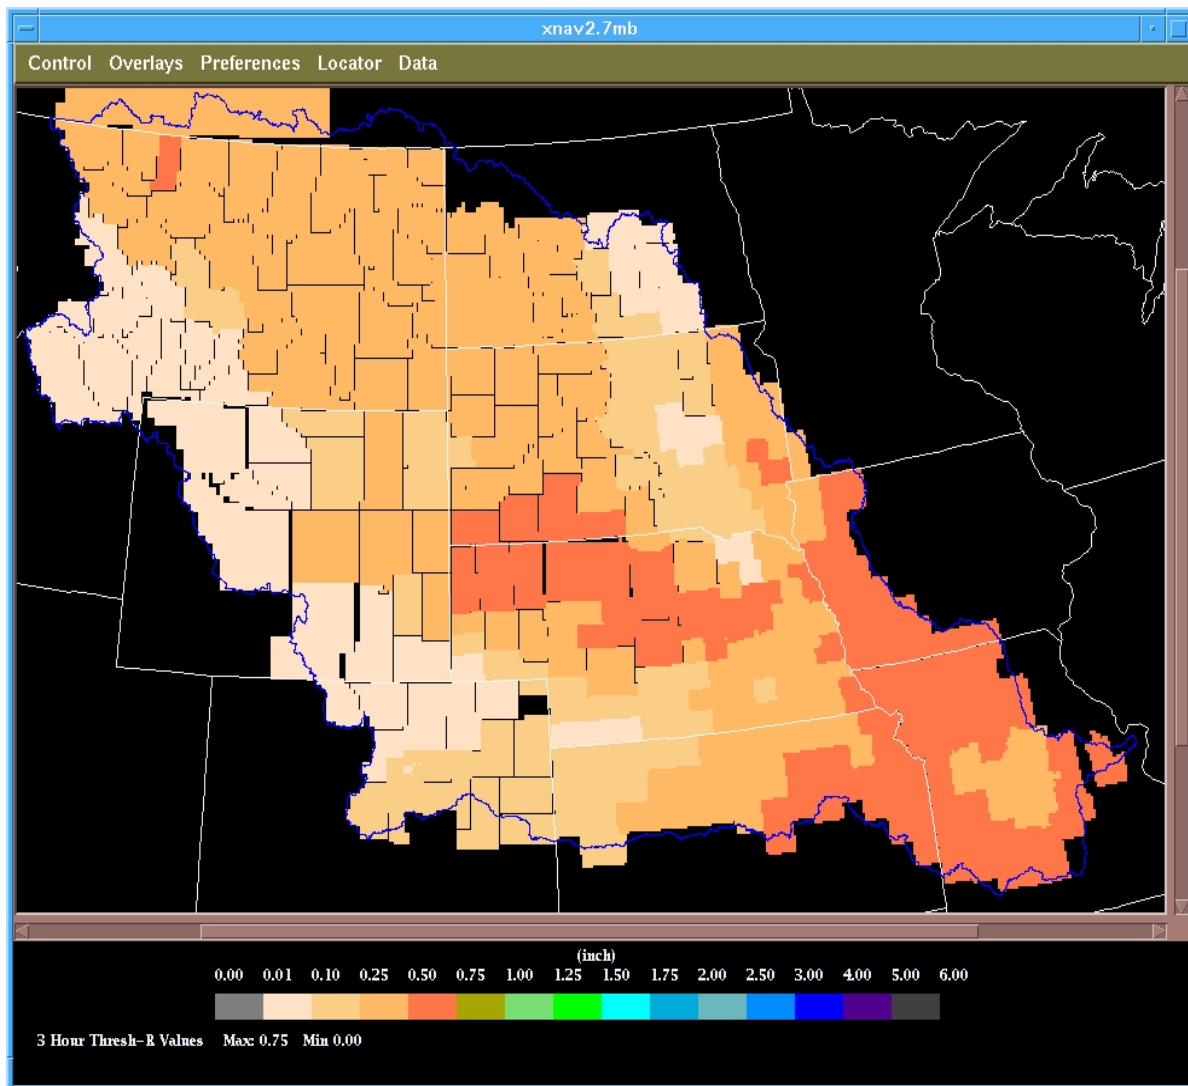 xnav2.7mb
Control Overlays Preferences Locator Data
(inch)
0.00 0.01 0.10 0.25 0.50 0.75 1.00 1.25 1.50 1.75 2.00 2.50 3.00 4.00 5.00 6.00
3 Hour Thresh-R Values Max: 0.75 Min 0.00